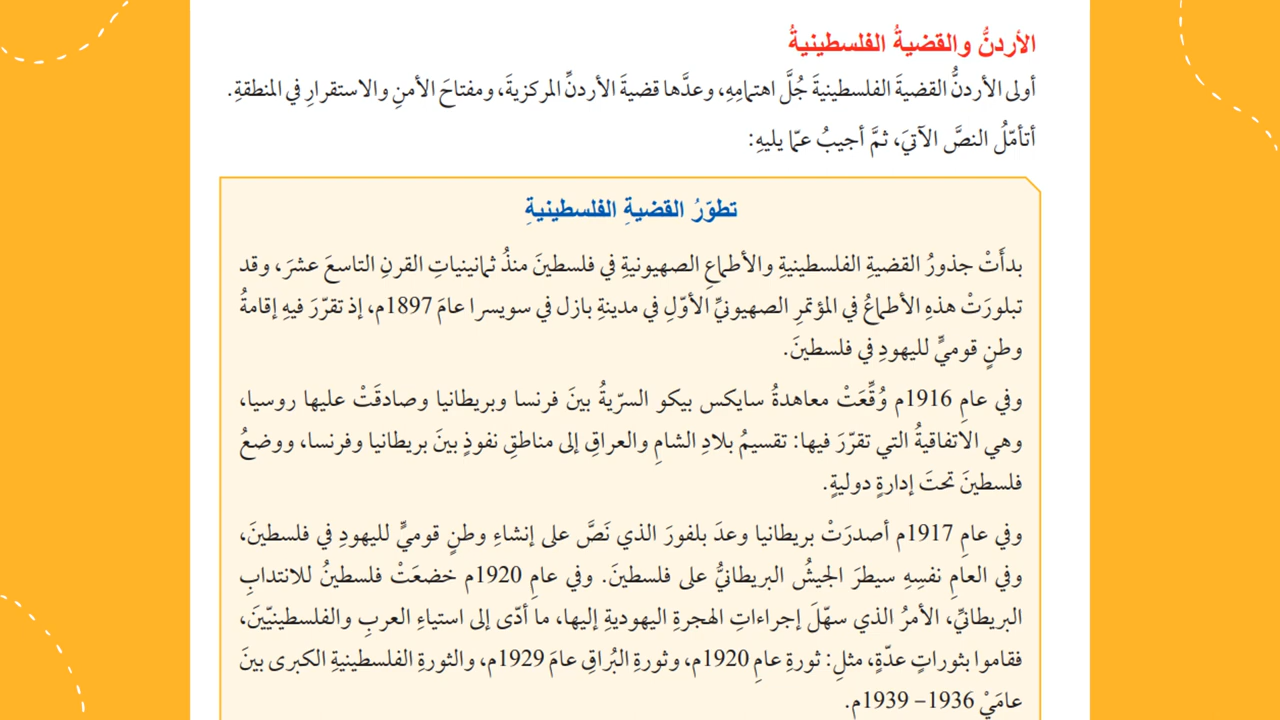 الأردنُّ والقضيةُ الفلسطينيةُ
أولى الأردنُّ القضيةَ الفلسطينيةَ جُلَّ اهتمامِهِ، وعدَّها قضيةَ الأردنِّ المركزيةَ، ومفتاحَ الأمنِ والاستقرارِ في المنطقةِ.
أتأمّلُ النصَّ الآتيَ، ثمَّ أجيبُ عمّا يليهِ:
تطوّرُ القضيةِ الفلسطينيةِ
بدأَتْ جذورُ القضيةِ الفلسطينيةِ والأطماعِ الصهيونيةِ في فلسطينَ منذُ ثمانينياتِ القرنِ التاسعَ عشرَ، وقد
تبلورَتْ هذهِ الأطماعُ في المؤتمرِ الصهيونيِّ الأوّلِ في مدينةِ بازل في سويسرا عامَ 1897م، إذ تقرّرَ فيهِ إقامةُ
وطنٍ قوميٍّ لليهودِ في فلسطينَ.
وفي عامِ 1916م وُقِّعَتْ معاهدةُ سايكس بيكو السرّيةُ بينَ فرنسا وبريطانيا وصادقَتْ عليها روسيا،
وهي الاتفاقيةُ التي تقرّرَ فيها: تقسيمُ بلادِ الشامِ والعراقِ إلى مناطقِ نفوذٍ بينَ بريطانيا وفرنسا، ووضعُ
فلسطينَ تحتَ إدارةٍ دوليةٍ.
وفي عامِ 1917م أصدرَتْ بريطانيا وعدَ بلفورَ الذي نَصَّ على إنشاءِ وطنٍ قوميٍّ لليهودِ في فلسطينَ،
وفي العامِ نفسِهِ سيطرَ الجيشُ البريطانيُّ على فلسطينَ. وفي عامِ 1920م خضعَتْ فلسطينُ للانتدابِ
البريطانيِّ، الأمرُ الذي سهّلَ إجراءاتِ الهجرةِ اليهوديةِ إليها، ما أدّى إلى استياءِ العربِ والفلسطينيّينَ،
فقاموا بثوراتٍ عدّةٍ، مثلِ: ثورةِ عامِ 1920م، وثورةِ البُراقِ عامَ 1929م، والثورةِ الفلسطينيةِ الكبرى بينَ
عامَيْ 1936– 1939م.